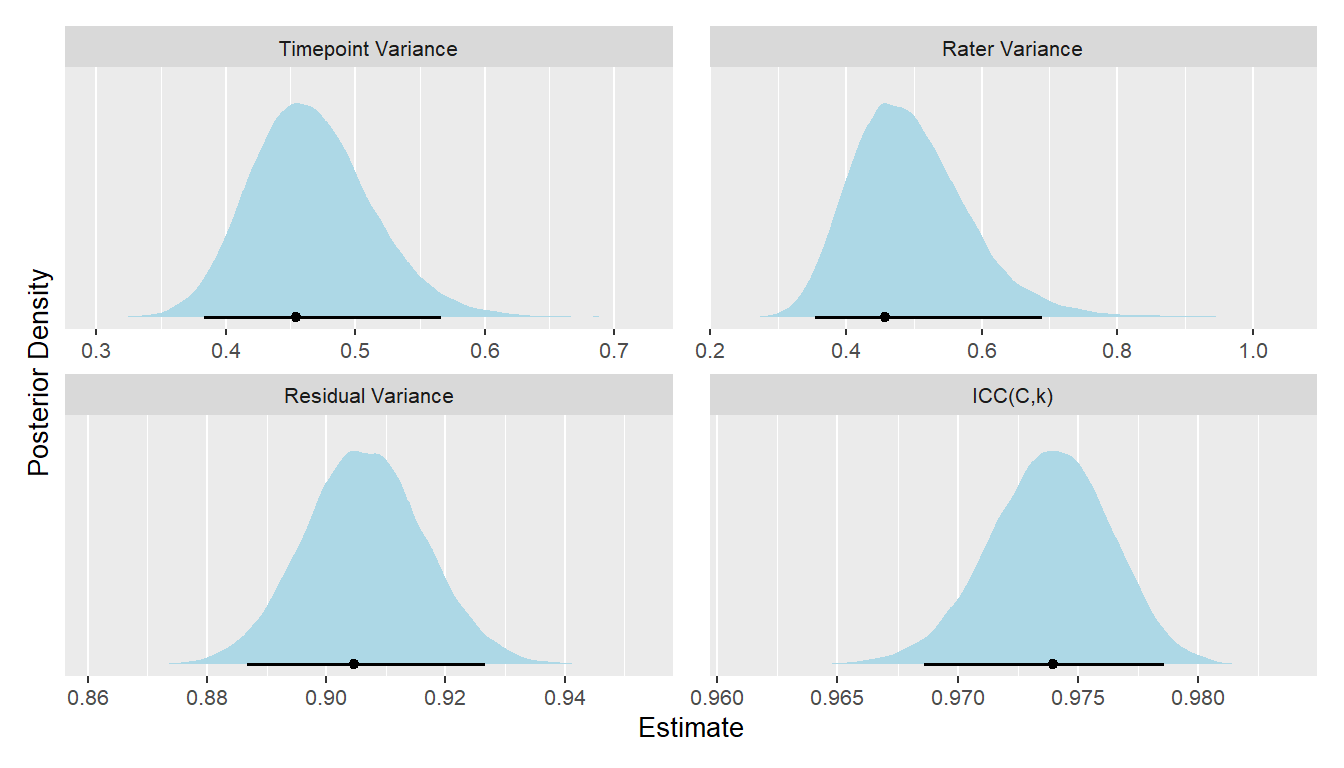 Timepoint Variance
Rater Variance
0.3 0.4 0.5 0.6 0.7
0.2 0.4 0.6 0.8 1.0
Residual Variance
ICC(C,k)
0.86 0.88 0.90 0.92 0.94
0.960 0.965 0.970 0.975 0.980
Posterior Density
Estimate